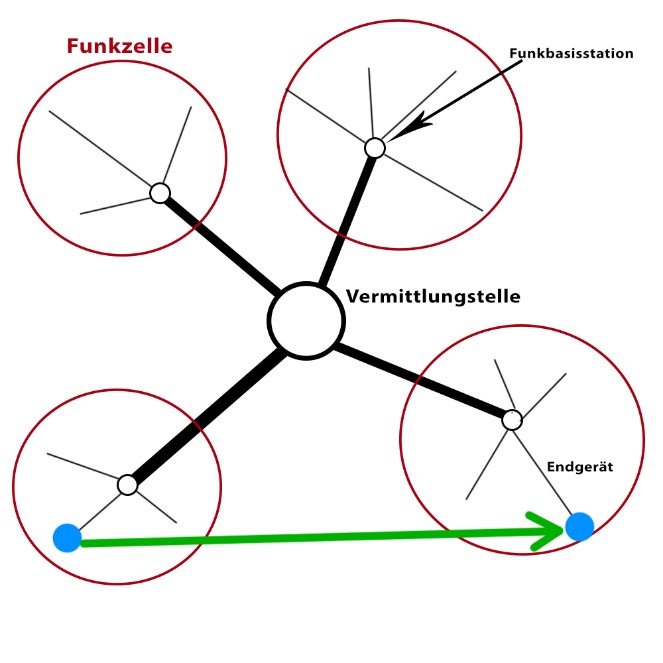 Funkzelle
Funkbasisstation
Vermittlungstelle
Endgerät